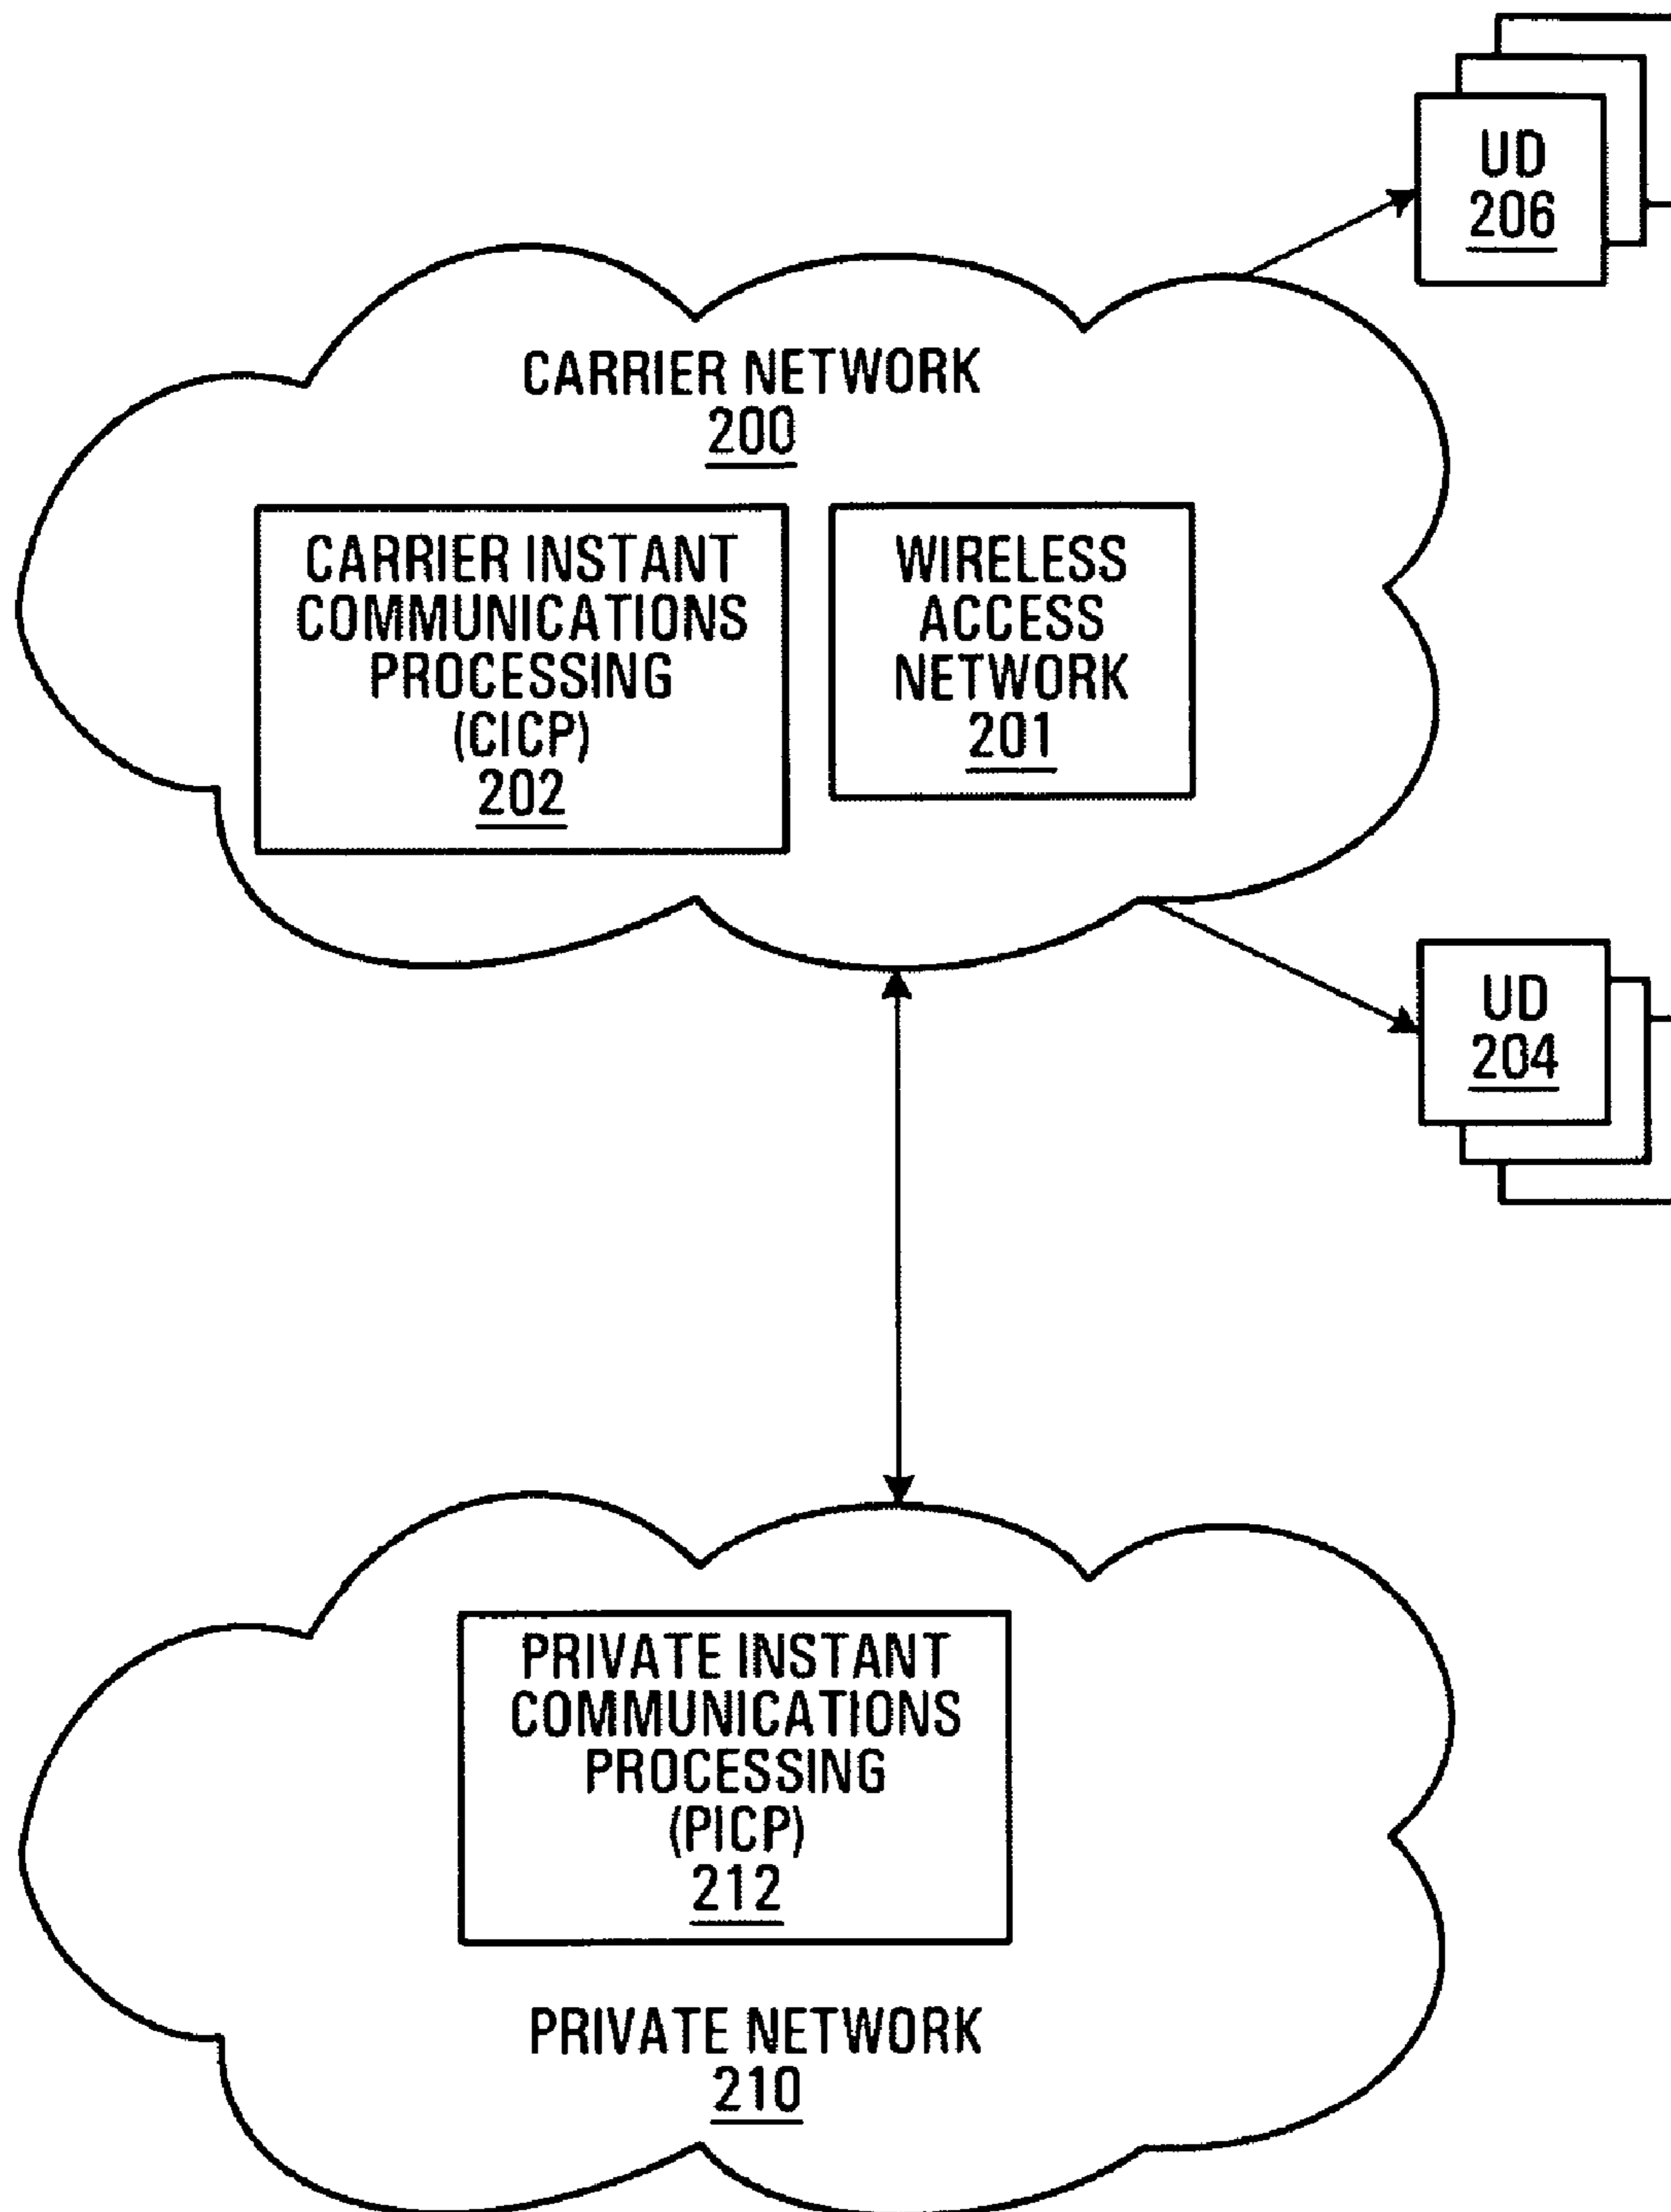 UD
206
CARRIER NETWORK
200
CARRIER INSTANT
COMMUNICATIONS
PROCESSING
(CICP)
202
WIRELESS
ACCESS
NETWORK
201
UD
204
PRIVATE INSTANT
COMMUNICATIONS
PROCESSING
(PICP)
212
PRIVATE NETWORK
210